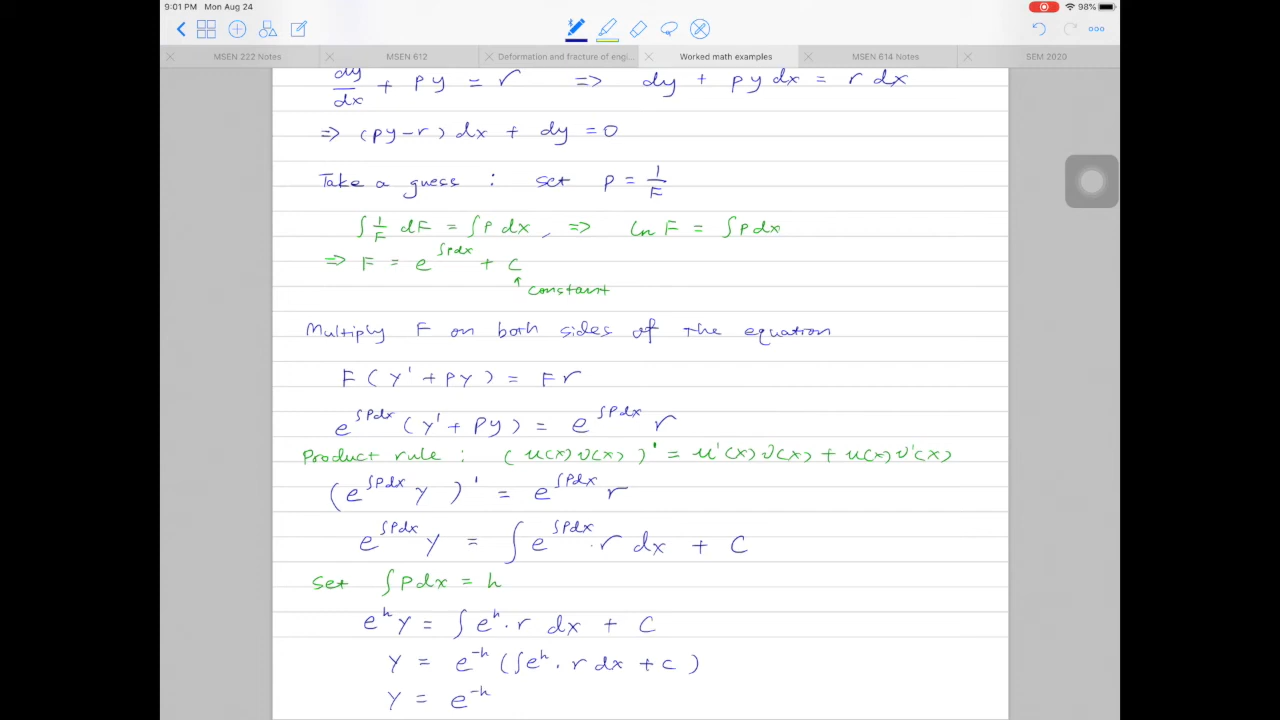 9:01 PM Mon Aug 24 98%
MSEN 222 Notes MSEN 612 Deformation and fracture of engi... Worked math examples MSEN 614 Notes SEM 2020
dy/dx + py = r ⇒ dy + py dx = r dx
⇒ (py-r) dx + dy = 0
Take a guess : set p = 1/F
∫ 1/F dF = ∫p dx, ⇒ ln F = ∫pdx
⇒ F = e^∫pdx + c
↑ constant
Multiply F on both sides of the equation
F ( y' + py ) = F r
e^∫pdx ( y' + py ) = e^∫pdx r
Product rule : ( u(x) v(x) )' = u'(x) v(x) + u(x) v'(x)
(e^∫pdx y )' = e^∫pdx r
e^∫pdx y = ∫ e^∫pdx · r dx + C
Set ∫pdx = h
e^h y = ∫ e^h · r dx + C
y = e^-h (∫e^h · r dx + c )
y = e^-h